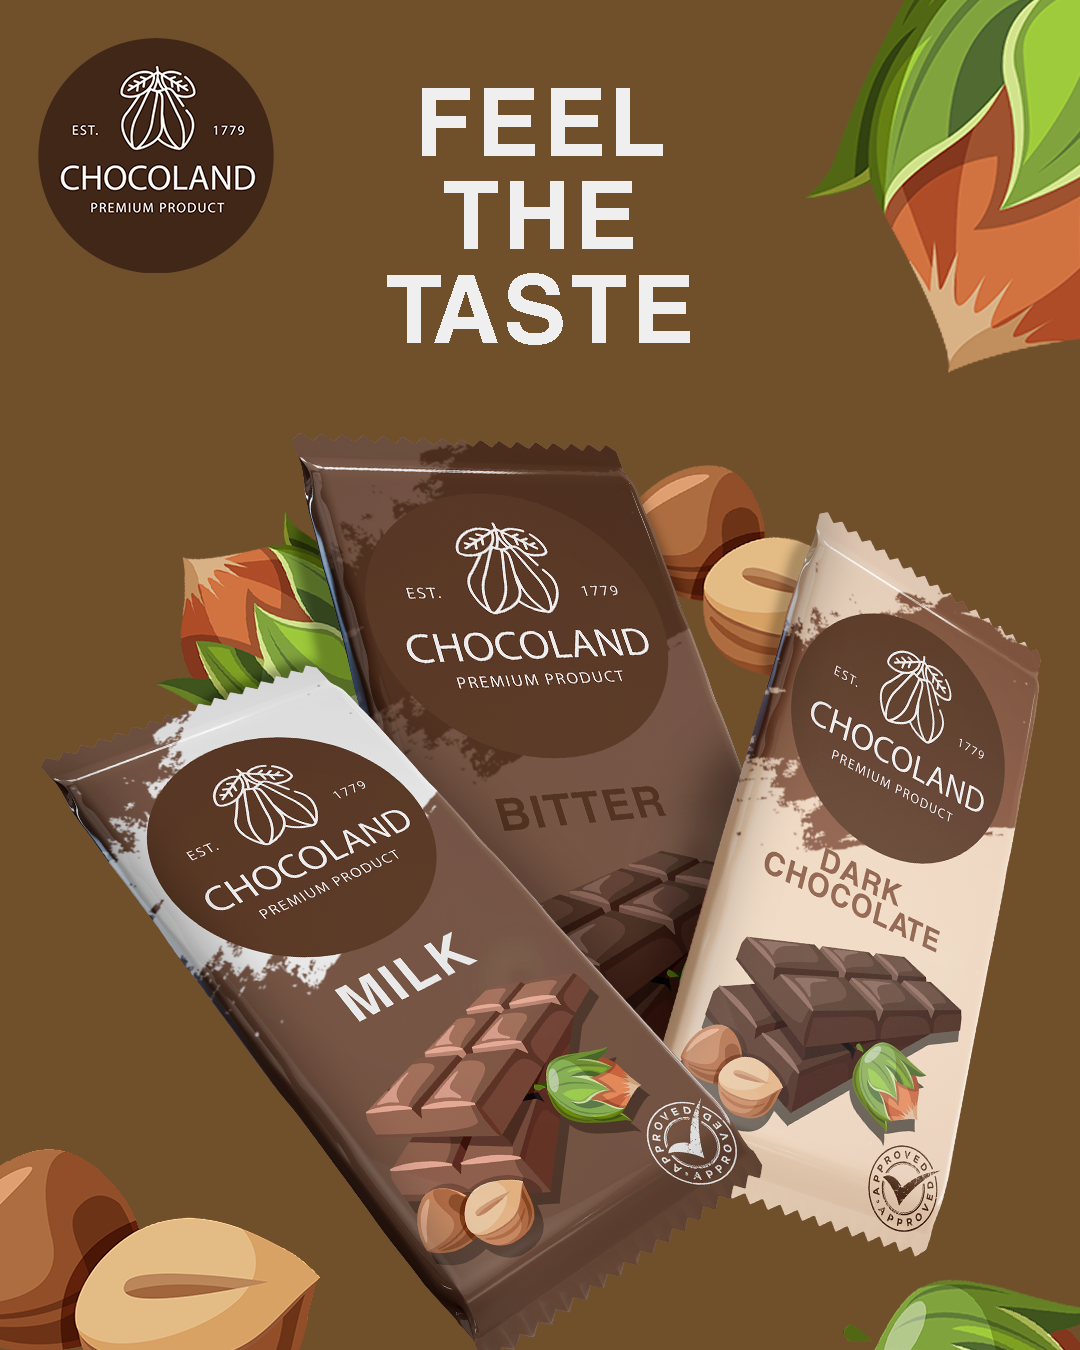 EST. 1779
CHOCOLAND
PREMIUM PRODUCT
FEEL
THE
TASTE
EST. 1779
CHOCOLAND
PREMIUM PRODUCT
BITTER
EST. 1779
CHOCOLAND
PREMIUM PRODUCT
DARK
CHOCOLATE
APPROVED
APPROVED
EST. 1779
CHOCOLAND
PREMIUM PRODUCT
MILK
APPROVED
APPROVED